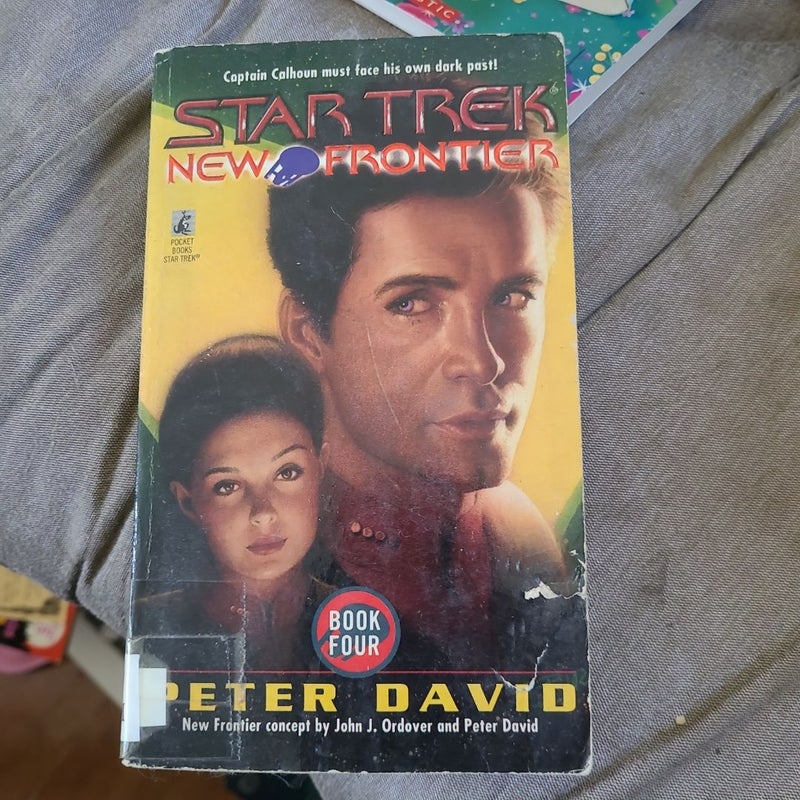 STIC
Captain Calhoun must face his own dark past!
STAR TREK®
NEW FRONTIER
POCKET
BOOKS
STAR TREK®
BOOK
FOUR
PETER DAVID
New Frontier concept by John J. Ordover and Peter David